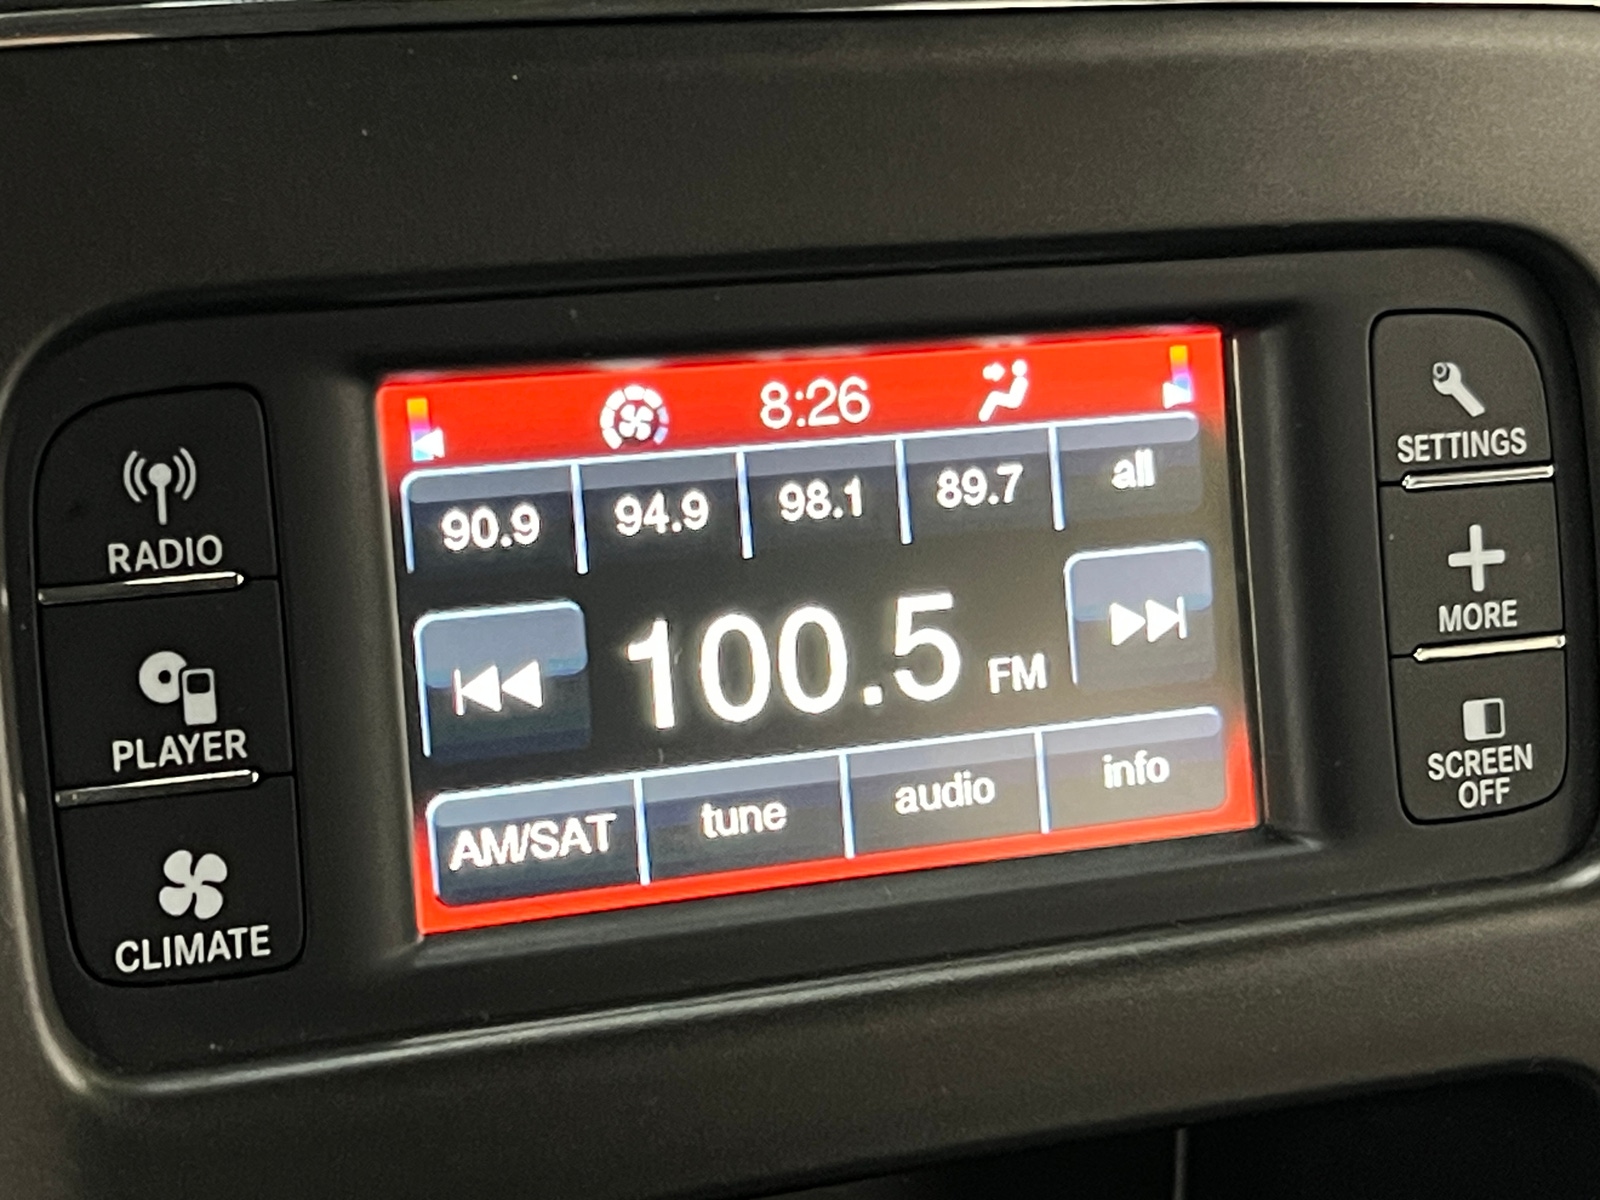 8:26
90.9 94.9 98.1 89.7 all
100.5 FM
AM/SAT tune audio info
RADIO
PLAYER
CLIMATE
SETTINGS
MORE
SCREEN
OFF